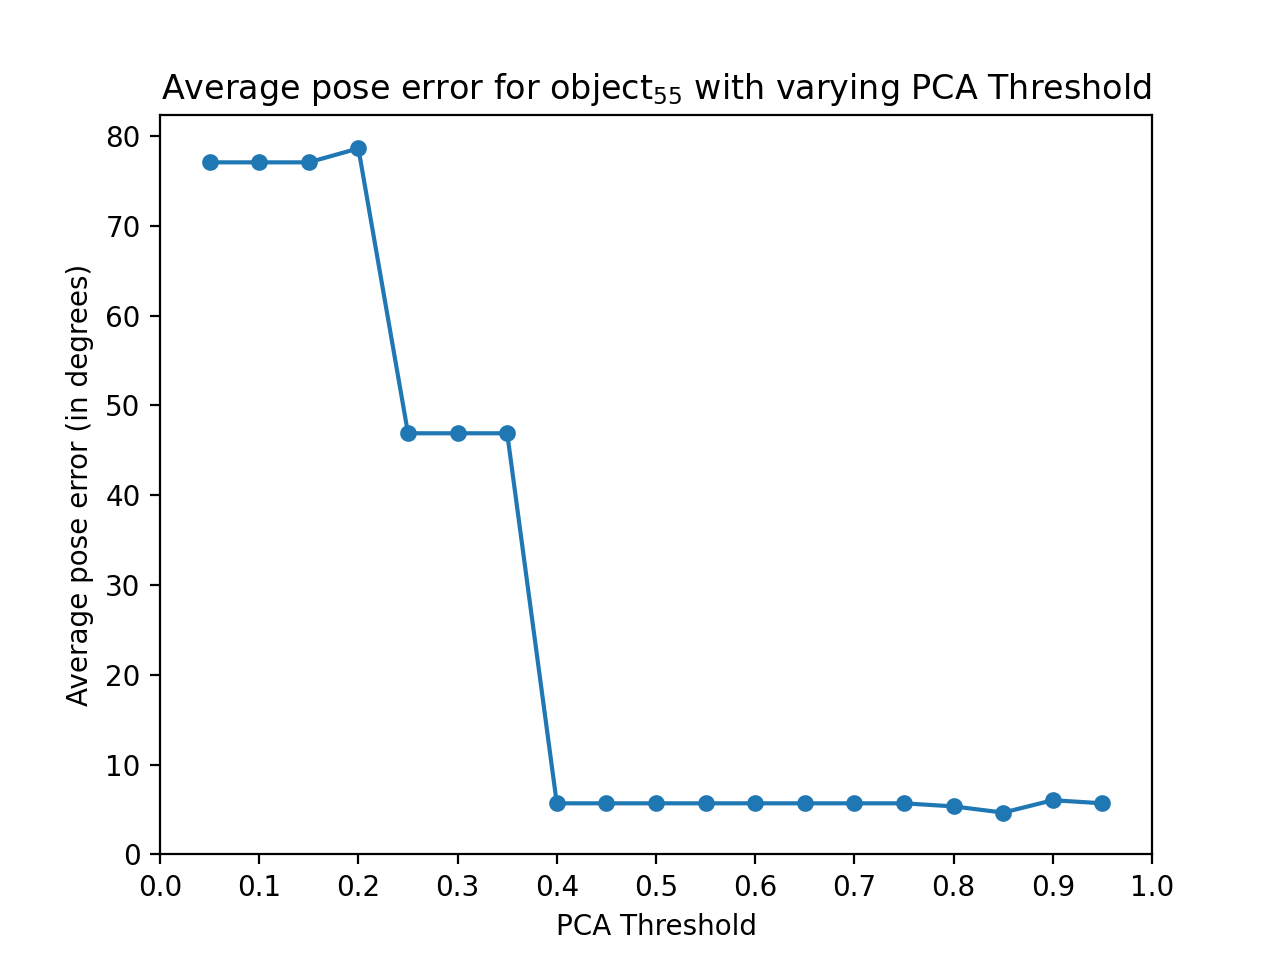 Average pose error for object₅₅ with varying PCA Threshold
Average pose error (in degrees)
80
70
60
50
40
30
20
10
0
0.0 0.1 0.2 0.3 0.4 0.5 0.6 0.7 0.8 0.9 1.0
PCA Threshold